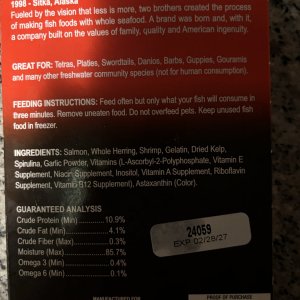 1998 - Sitka, Alaska
Fueled by the vision that less is more, two brothers created the process
of making fish foods with whole seafood. A brand was born and, with it,
a company built on the values of family, quality and American ingenuity.
GREAT FOR: Tetras, Platies, Swordtails, Danios, Barbs, Guppies, Gouramis
and many other freshwater community species (not for human consumption).
FEEDING INSTRUCTIONS: Feed often but only what your fish will consume in
three minutes. Remove uneaten food. Do not overfeed pets. Keep unused fish
food in freezer.
INGREDIENTS: Salmon, Whole Herring, Shrimp, Gelatin, Dried Kelp,
Spirulina, Garlic Powder, Vitamins (L-Ascorbyl-2-Polyphosphate, Vitamin E
Supplement, Niacin Supplement, Inositol, Vitamin A Supplement, Riboflavin
Supplement, Vitamin B12 Supplement), Astaxanthin (Color).
GUARANTEED ANALYSIS
Crude Protein (Min) 10.9%
Crude Fat (Min) 4.1%
Crude Fiber (Max) 0.3%
Moisture (Max) 85.7%
Omega 3 (Min) 0.4%
Omega 6 (Min) 0.1%
24059
EXP 02/28/27
MANUFACTURED FOR
PROOF OF PURCHASE